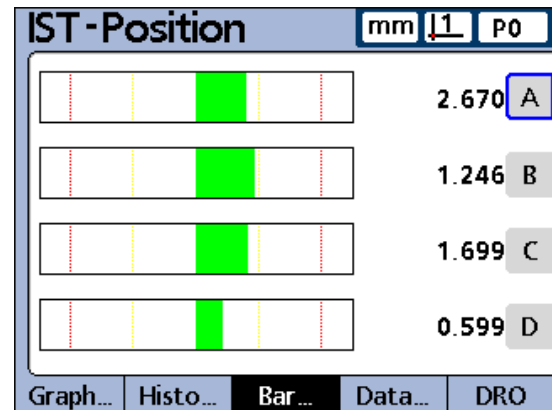 IST-Position mm 1 P0
2.670 A
1.246 B
1.699 C
0.599 D
Graph... Histo... Bar... Data... DRO